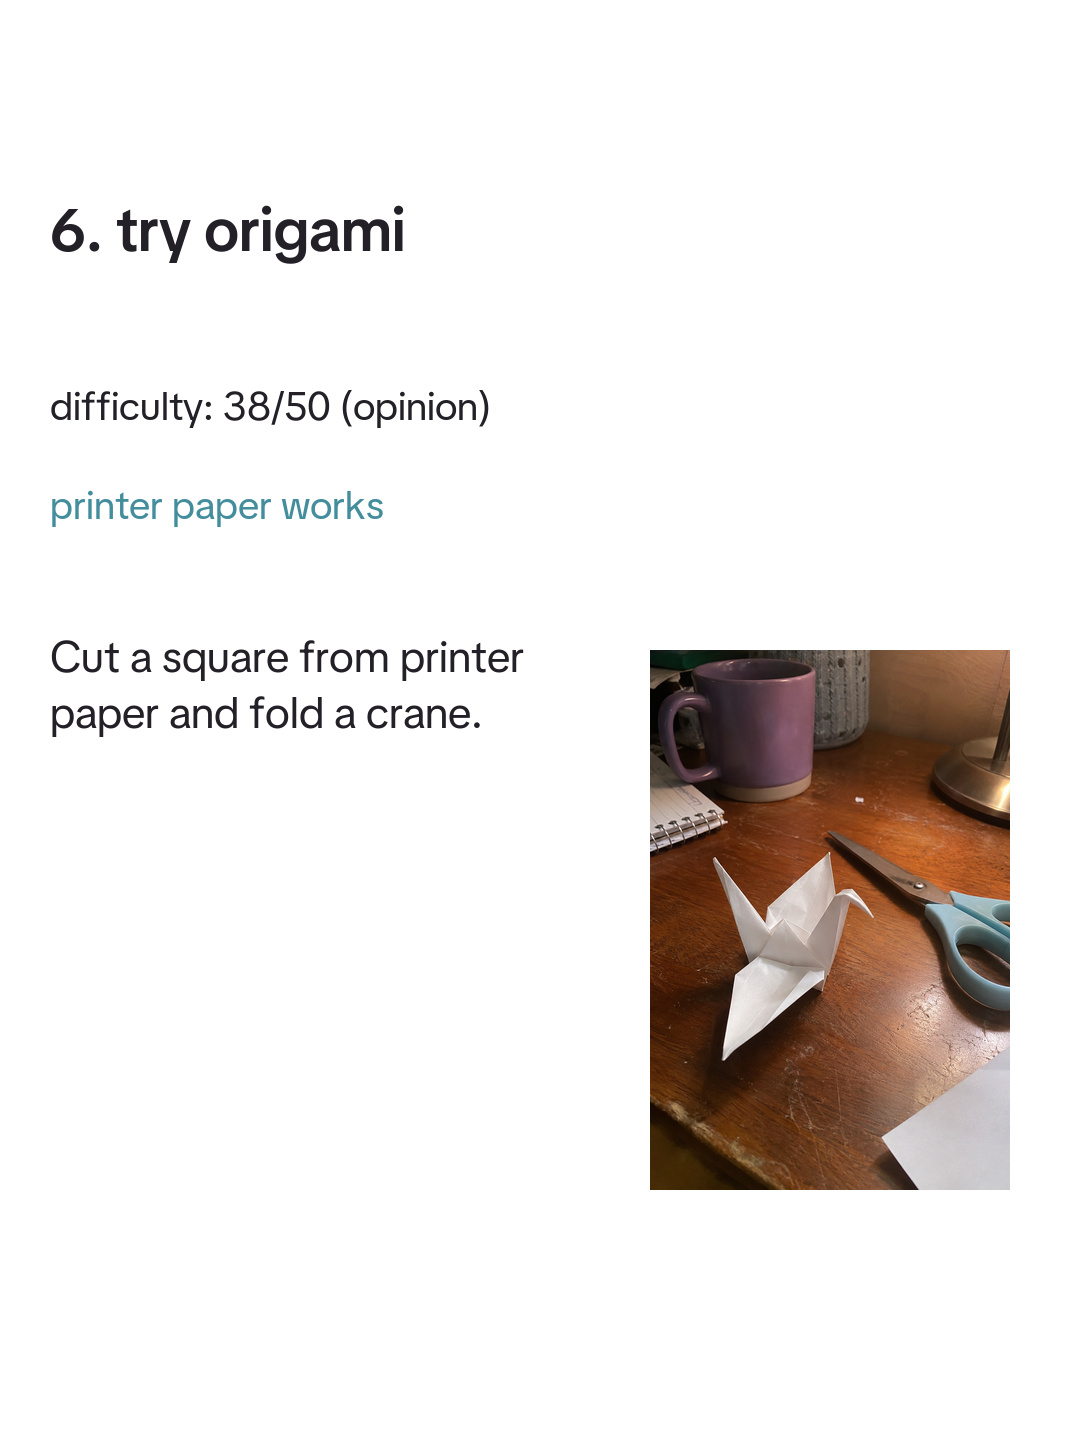 6. try origami
difficulty: 38/50 (opinion)
printer paper works
Cut a square from printer
paper and fold a crane.